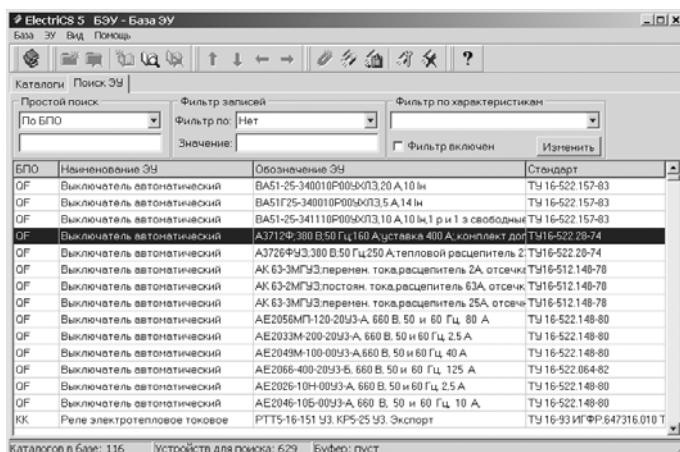 ElectriCS 5 БЭУ - База ЭУ
База ЭУ Вид Помощь
Каталоги Поиск ЭУ
Простой поиск Фильтр записей Фильтр по характеристикам
По БПО Фильтр по: Нет
Значение: Фильтр включен Изменить
БПО Наименование ЭУ Обозначение ЭУ Стандарт
QF Выключатель автоматический ВА51-25-340010Р00УХЛ3,20 А,10 Iн ТУ 16-522.157-83
QF Выключатель автоматический ВА51Г25-340010Р00УХЛ3,5 А,14 Iн ТУ 16-522.157-83
QF Выключатель автоматический ВА51-25-341110Р00УХЛ3,10 А,10 Iн,1 р и 1 з свободные ТУ 16-522.157-83
QF Выключатель автоматический А3712Ф;380 В;50 Гц;160 А;уставка 400 А;комплект дог ТУ16-522.28-74
QF Выключатель автоматический А3726ФУ3;380 В;50 Гц;250 А;тепловой расцепитель 2 ТУ16-522.28-74
QF Выключатель автоматический АК 63-3МГУ3;перемен. тока,расцепитель 2А, отсечка ТУ16-512.148-78
QF Выключатель автоматический АК 63-2МГУ3;постоян. тока,расцепитель 63А, отсечк ТУ16-512.148-78
QF Выключатель автоматический АК 63-3МГУ3;перемен. тока,расцепитель 25А, отсечк ТУ16-512.148-78
QF Выключатель автоматический АЕ2056МП-120-20У3-А, 660 В, 50 и 60 Гц, 80 А ТУ 16-522.148-80
QF Выключатель автоматический АЕ2033М-200-20У3-А, 660 В, 50 и 60 Гц, 2,5 А ТУ 16-522.148-80
QF Выключатель автоматический АЕ2049М-100-00У3-А,660 В, 50 и 60 Гц, 40 А ТУ 16-522.148-80
QF Выключатель автоматический АЕ2066-400-20У3-Б, 660 В, 50 и 60 Гц, 125 А ТУ 16-522.064-82
QF Выключатель автоматический АЕ2026-10Н-00У3-А, 660 В, 50 и 60 Гц, 2,5 А ТУ 16-522.148-80
QF Выключатель автоматический АЕ2046-10Б-00У3-А, 660 В, 50 и 60 Гц, 10 А, ТУ 16-522.148-80
КК Реле электротепловое токовое РТТ5-16-151 У3. КР5-25 У3. Экспорт ТУ 16-93 ИГФР.647316.010 Т
Каталогов в базе: 116 Устройств для поиска: 629 Буфер: пуст